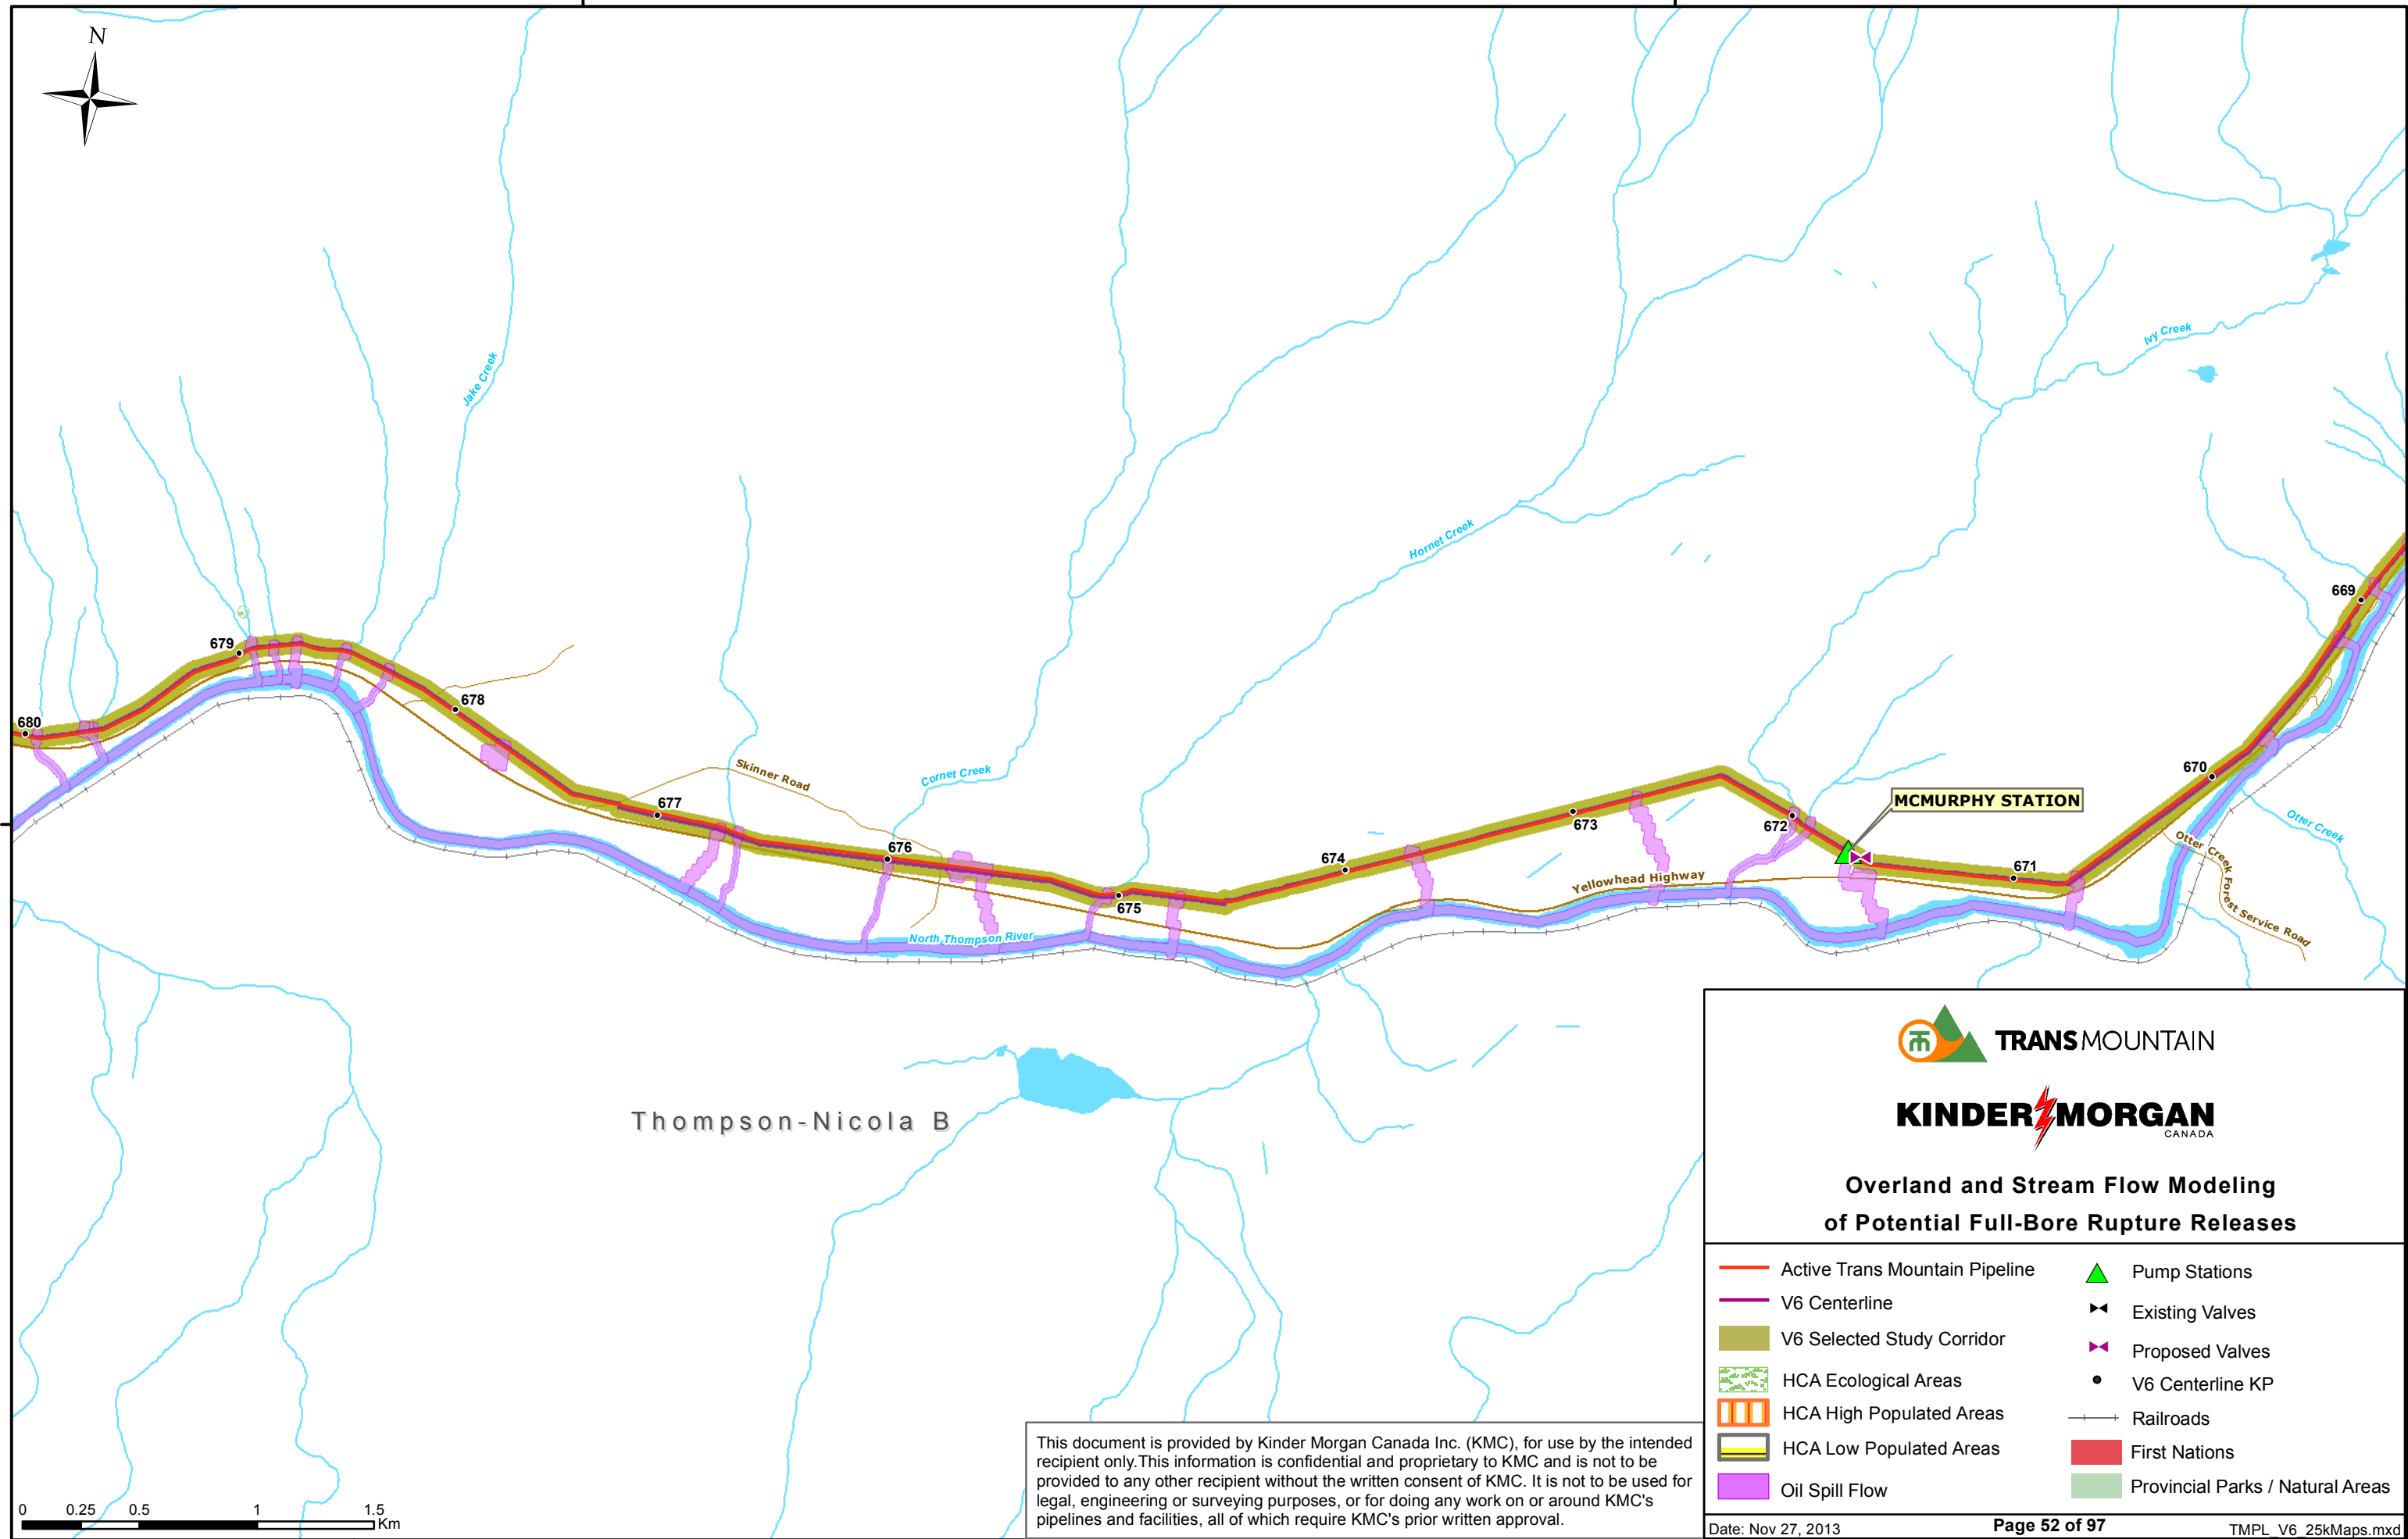 N
Jake Creek
Ivy Creek
Hornet Creek
669
679
678
680
Skinner Road
Cornet Creek
677
676
675
674
673
672
MCMURPHY STATION
671
670
Otter Creek
Otter Creek Forest Service Road
Yellowhead Highway
North Thompson River
Thompson-Nicola B
TRANSMOUNTAIN
KINDER MORGAN
CANADA
Overland and Stream Flow Modeling
of Potential Full-Bore Rupture Releases
Active Trans Mountain Pipeline
V6 Centerline
V6 Selected Study Corridor
HCA Ecological Areas
HCA High Populated Areas
HCA Low Populated Areas
Oil Spill Flow
Pump Stations
Existing Valves
Proposed Valves
V6 Centerline KP
Railroads
First Nations
Provincial Parks / Natural Areas
This document is provided by Kinder Morgan Canada Inc. (KMC), for use by the intended
recipient only.This information is confidential and proprietary to KMC and is not to be
provided to any other recipient without the written consent of KMC. It is not to be used for
legal, engineering or surveying purposes, or for doing any work on or around KMC's
pipelines and facilities, all of which require KMC's prior written approval.
0 0.25 0.5 1 1.5
Km
Date: Nov 27, 2013
Page 52 of 97
TMPL_V6_25kMaps.mxd